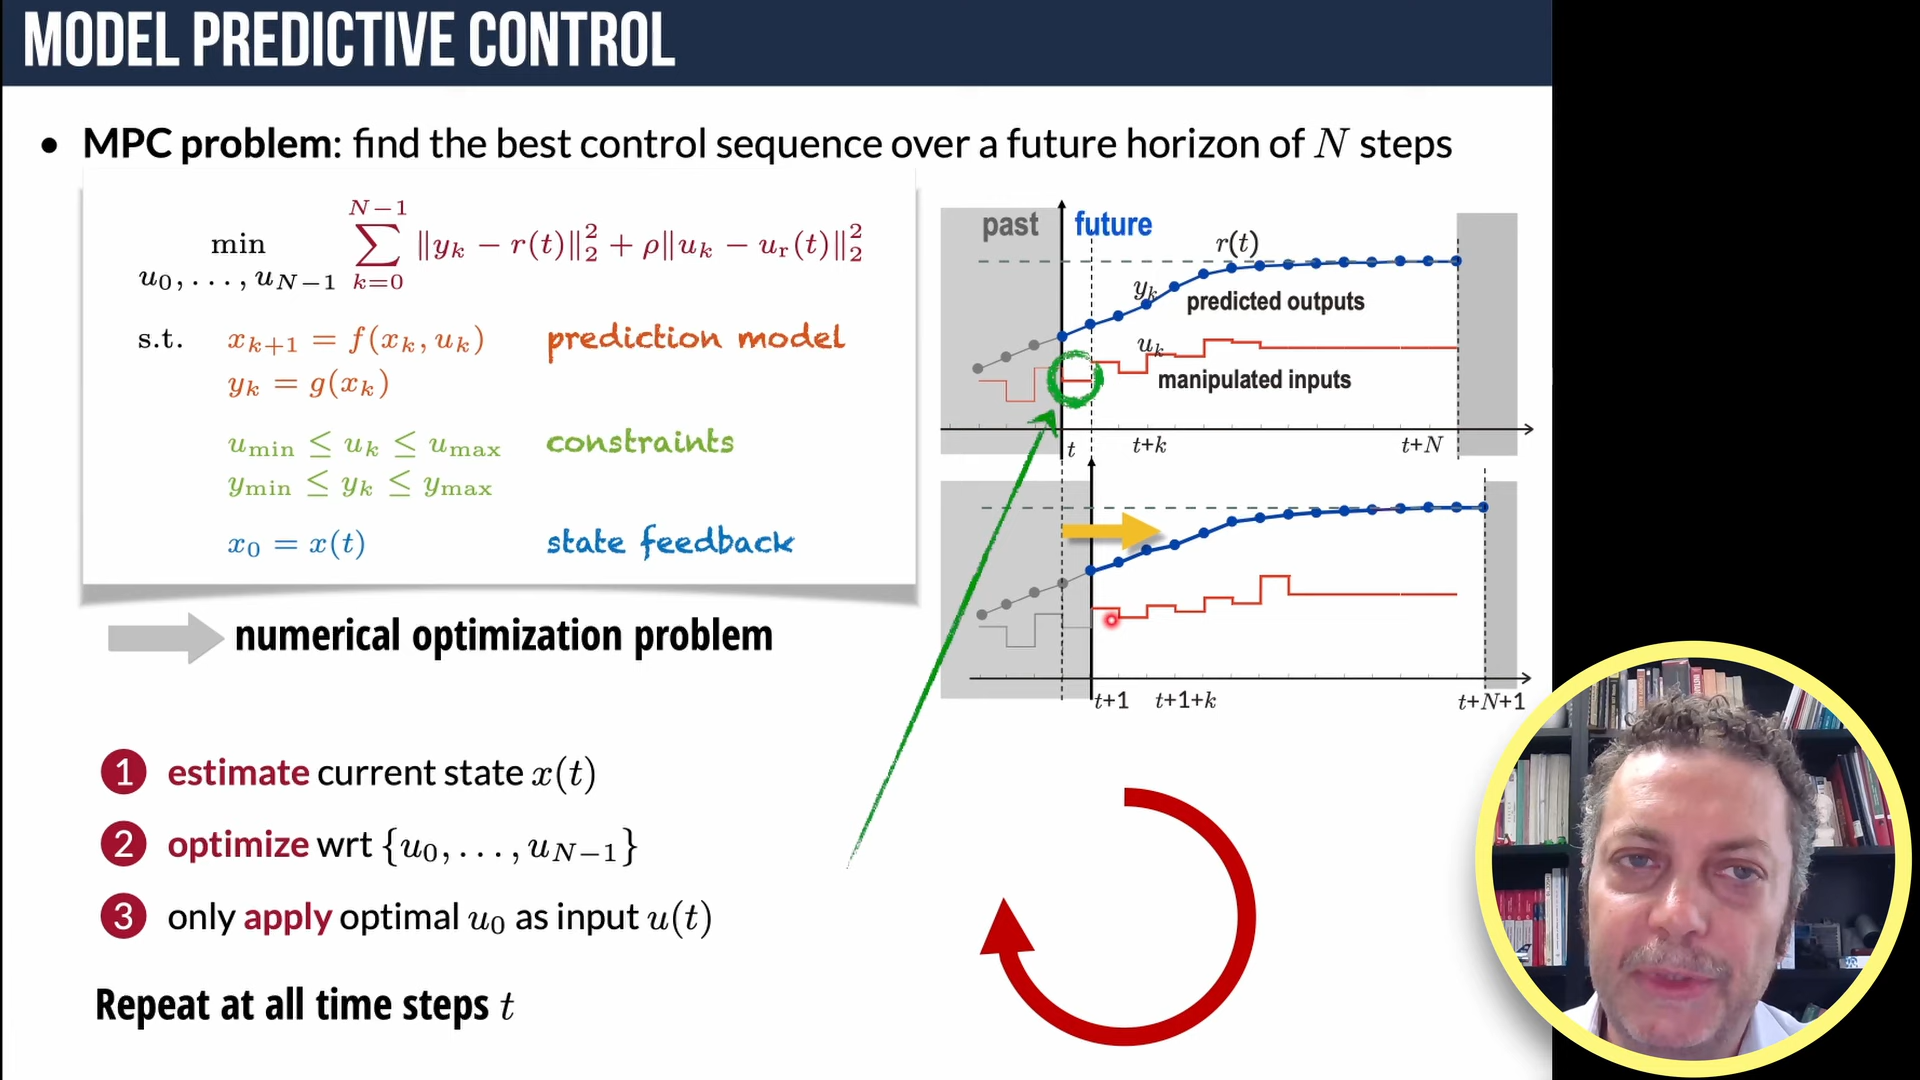 MODEL PREDICTIVE CONTROL
• MPC problem: find the best control sequence over a future horizon of N steps
min u₀, . . . , u_{N−1} ∑_{k=0}^{N−1} ‖y_k − r(t)‖₂² + ρ‖u_k − u_r(t)‖₂²
s.t. x_{k+1} = f(x_k, u_k) prediction model
y_k = g(x_k)
u_min ≤ u_k ≤ u_max constraints
y_min ≤ y_k ≤ y_max
x₀ = x(t) state feedback
numerical optimization problem
1 estimate current state x(t)
2 optimize wrt {u₀, . . . , u_{N−1}}
3 only apply optimal u₀ as input u(t)
Repeat at all time steps t
past future
r(t)
y_k
predicted outputs
u_k
manipulated inputs
t t+k t+N
t+1 t+1+k t+N+1